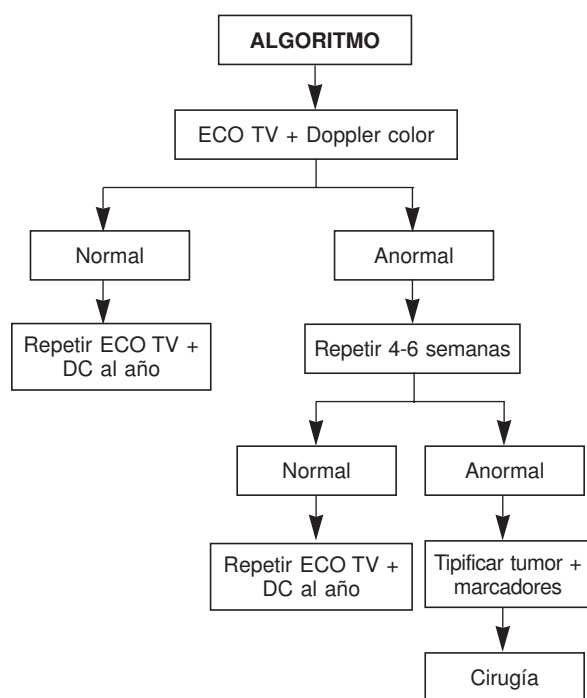 ALGORITMO
ECO TV + Doppler color
Normal
Anormal
Repetir ECO TV +
DC al año
Repetir 4-6 semanas
Normal
Anormal
Repetir ECO TV +
DC al año
Tipificar tumor +
marcadores
Cirugía